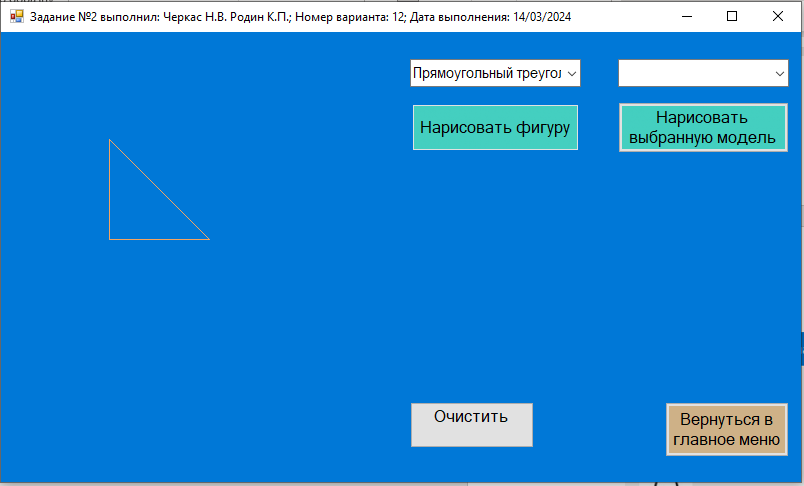 Задание №2 выполнил: Черкас Н.В. Родин К.П.; Номер варианта: 12; Дата выполнения: 14/03/2024
Прямоугольный треугол
Нарисовать фигуру
Нарисовать
выбранную модель
Очистить
Вернуться в
главное меню